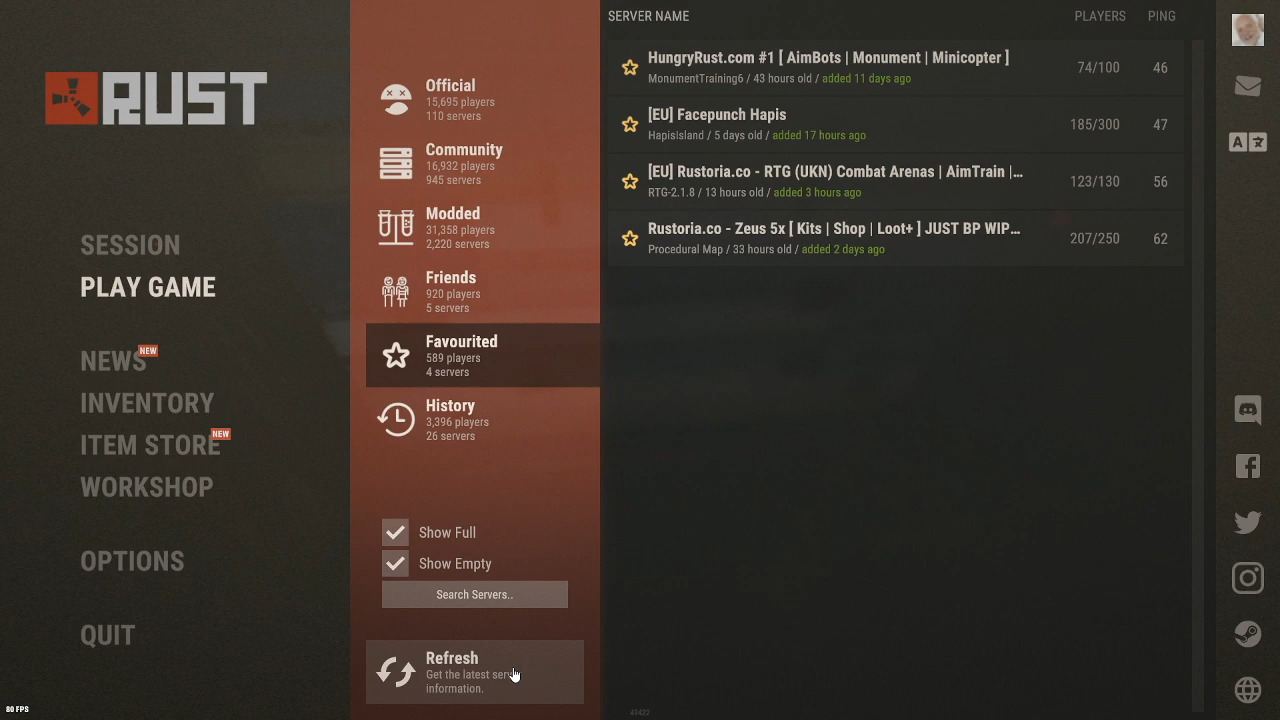 RUST
SESSION
PLAY GAME
NEWS NEW
INVENTORY
ITEM STORE NEW
WORKSHOP
OPTIONS
QUIT
80 FPS
Official
15,695 players
110 servers
Community
16,932 players
945 servers
Modded
31,358 players
2,220 servers
Friends
920 players
5 servers
Favourited
589 players
4 servers
History
3,396 players
26 servers
Show Full
Show Empty
Search Servers..
Refresh
Get the latest
information.
SERVER NAME PLAYERS PING
HungryRust.com #1 [ AimBots | Monument | Minicopter ] 74/100 46
MonumentTraining6 / 43 hours old / added 11 days ago
[EU] Facepunch Hapis 185/300 47
HapisIsland / 5 days old / added 17 hours ago
[EU] Rustoria.co - RTG (UKN) Combat Arenas | AimTrain |... 123/130 56
RTG-2.1.8 / 13 hours old / added 3 hours ago
Rustoria.co - Zeus 5x [ Kits | Shop | Loot+ ] JUST BP WIP... 207/250 62
Procedural Map / 33 hours old / added 2 days ago
A文